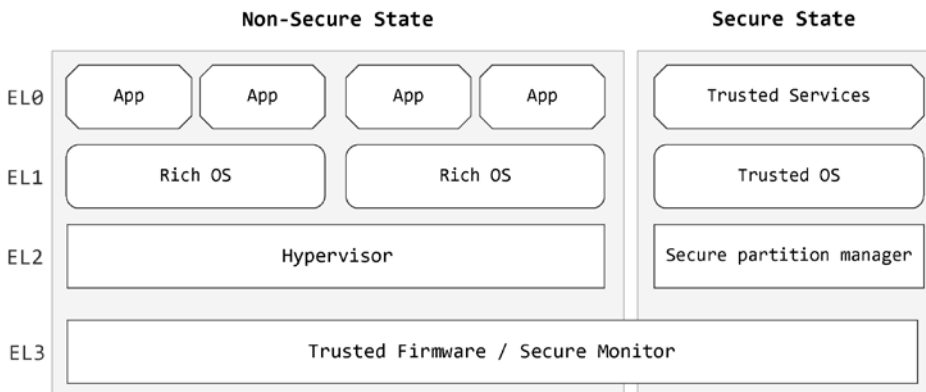 Non-Secure State
Secure State
EL0
App
App
App
App
Trusted Services
EL1
Rich OS
Rich OS
Trusted OS
EL2
Hypervisor
Secure partition manager
EL3
Trusted Firmware / Secure Monitor